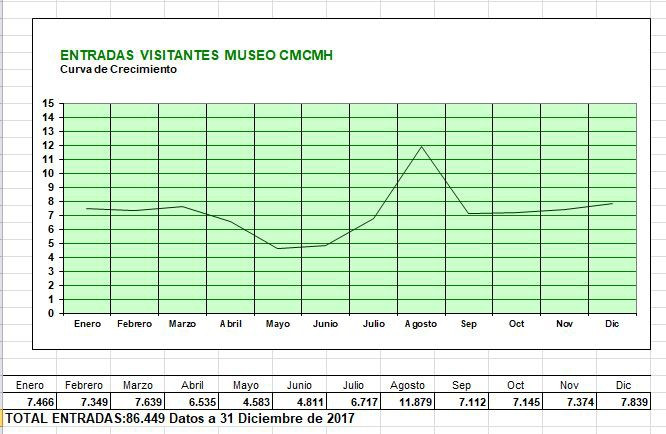 ENTRADAS VISITANTES MUSEO CMCMH
Curva de Crecimiento
15
14
13
12
11
10
9
8
7
6
5
4
3
2
1
0
Enero Febrero Marzo Abril Mayo Junio Julio Agosto Sep Oct Nov Dic
Enero Febrero Marzo Abril Mayo Junio Julio Agosto Sep Oct Nov Dic
7.466 7.349 7.639 6.535 4.583 4.811 6.717 11.879 7.112 7.145 7.374 7.839
TOTAL ENTRADAS:86.449 Datos a 31 Diciembre de 2017